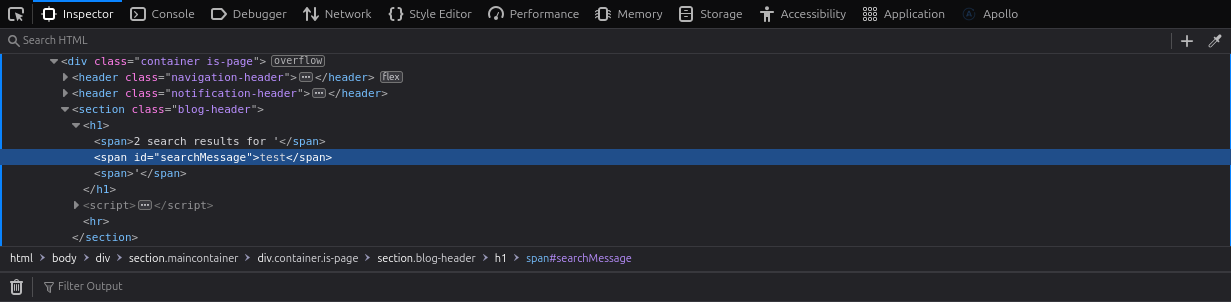 Inspector Console Debugger Network Style Editor Performance Memory Storage Accessibility Application Apollo
Search HTML
<div class="container is-page"> overflow
<header class="navigation-header"></header> flex
<header class="notification-header"></header>
<section class="blog-header">
<h1>
<span>2 search results for '</span>
<span id="searchMessage">test</span>
<span>'</span>
</h1>
<script></script>
<hr>
</section>
html > body > div > section.maincontainer > div.container.is-page > section.blog-header > h1 > span#searchMessage
Filter Output